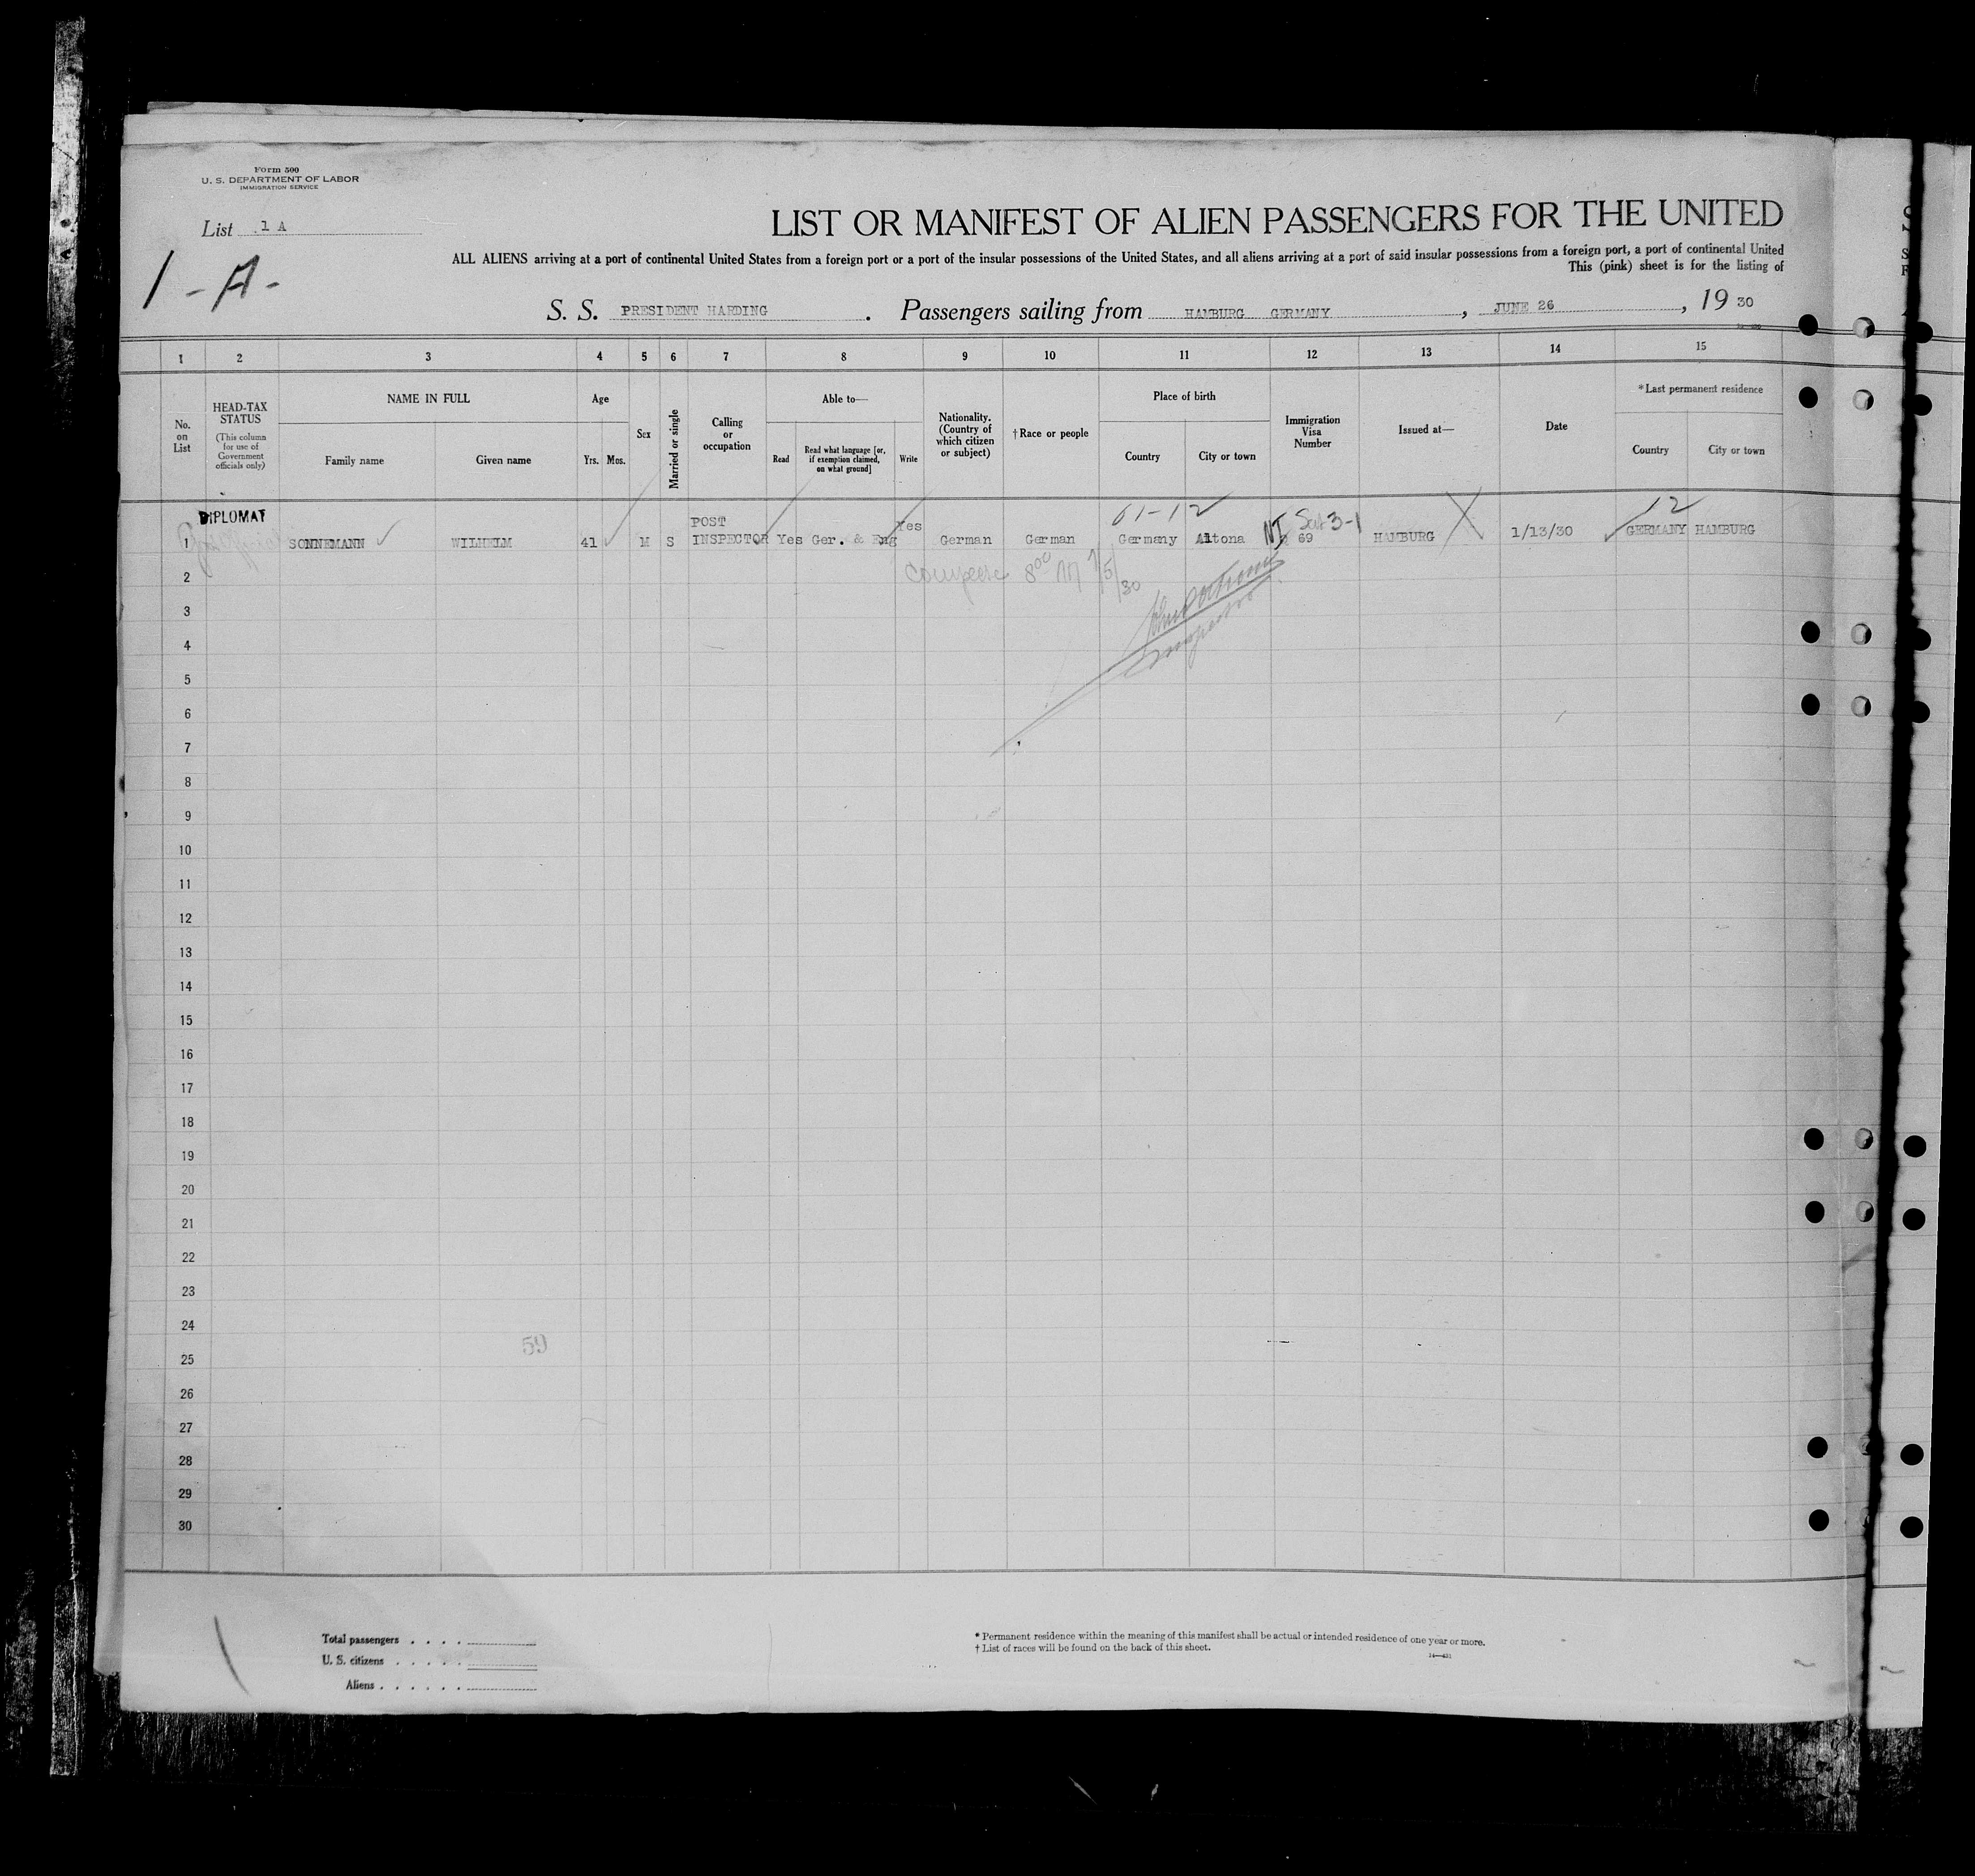 Form 500
U. S. DEPARTMENT OF LABOR
IMMIGRATION SERVICE
List 1 A
1 - A -
LIST OR MANIFEST OF ALIEN PASSENGERS FOR THE UNITED
ALL ALIENS arriving at a port of continental United States from a foreign port or a port of the insular possessions of the United States, and all aliens arriving at a port of said insular possessions from a foreign port, a port of continental United
This (pink) sheet is for the listing of
S. S. PRESIDENT HARDING . Passengers sailing from HAMBURG GERMANY , JUNE 26 , 19 30
1 2 3 4 5 6 7 8 9 10 11 12 13 14 15
No. on List
HEAD-TAX STATUS
(This column for use of Government officials only)
NAME IN FULL
Family name
Given name
Age
Yrs.
Mos.
Sex
Married or single
Calling or occupation
Able to—
Read
Read what language [or, if exemption claimed, on what ground]
Write
Nationality. (Country of which citizen or subject)
†Race or people
Place of birth
Country
City or town
Immigration Visa Number
Issued at—
Date
*Last permanent residence
Country
City or town
DIPLOMAT
61-12
3-1
12
1 SONNEMANN WILHELM 41 M S POST INSPECTOR Yes Ger. & Eng Yes German German Germany Altona 69 HAMBURG 1/13/30 GERMANY HAMBURG
2
3
4
5
6
7
8
9
10
11
12
13
14
15
16
17
18
19
20
21
22
23
24
59
25
26
27
28
29
30
Total passengers . . . .
U. S. citizens . . . . .
Aliens . . . . . .
* Permanent residence within the meaning of this manifest shall be actual or intended residence of one year or more.
† List of races will be found on the back of this sheet.